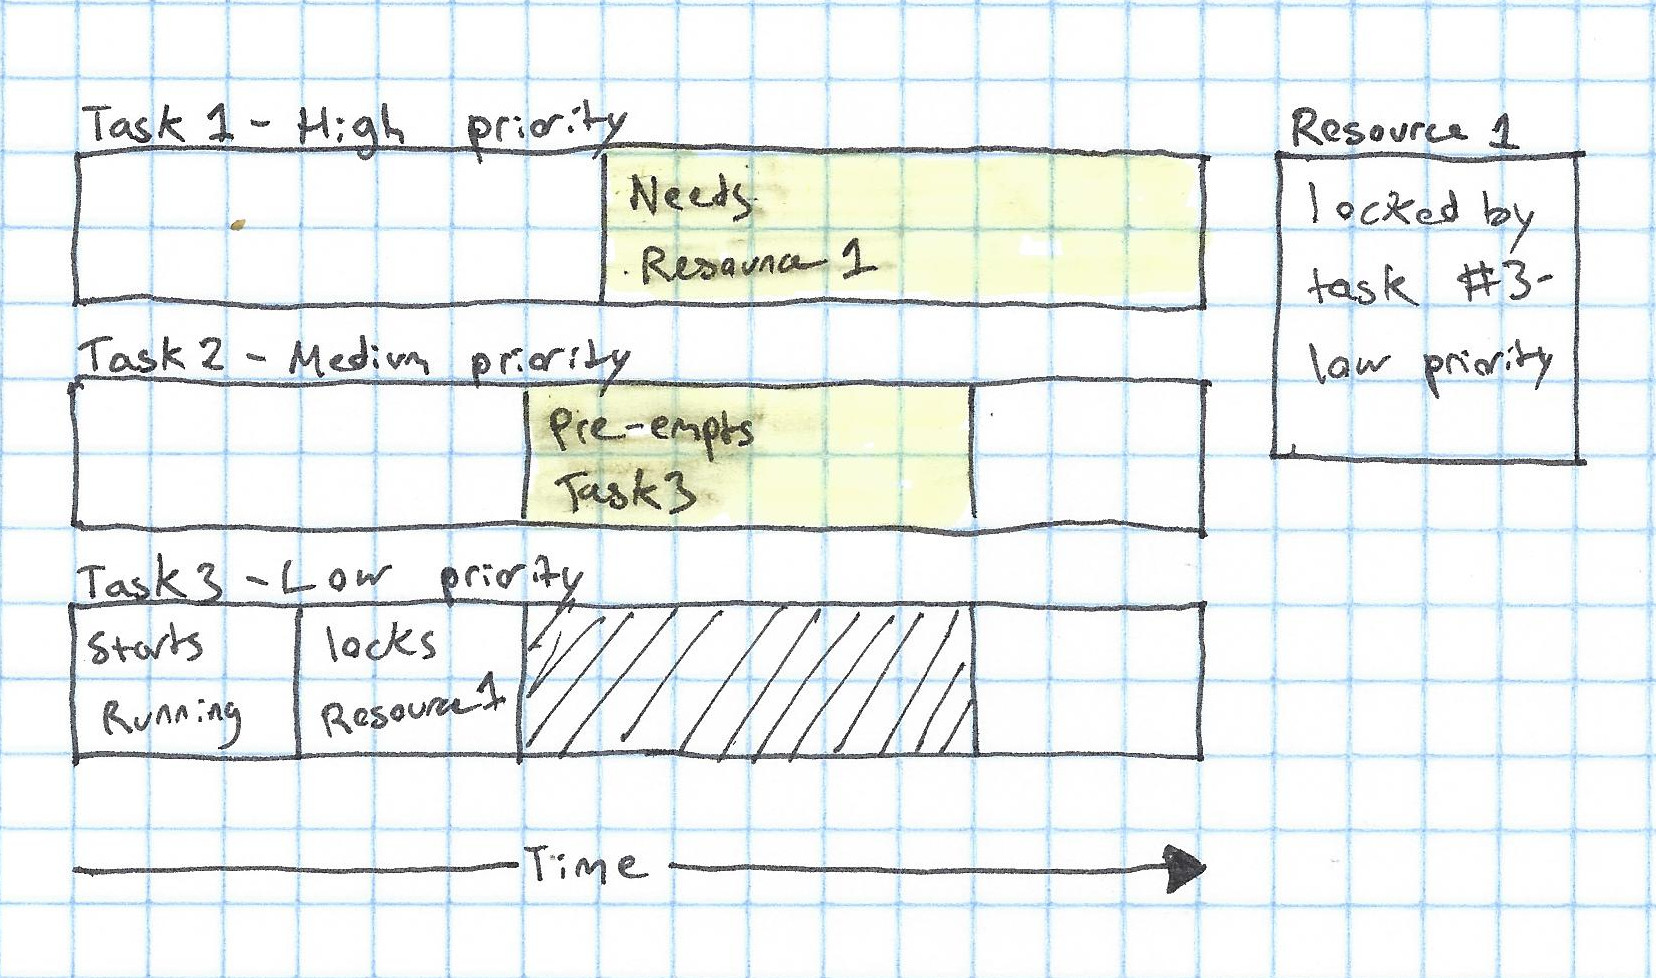 Task 1 - High priority
Needs
Resource 1
Task 2 - Medium priority
Pre-empts
Task 3
Task 3 - Low priority
Starts
Running
locks
Resource 1
Time
Resource 1
locked by
task #3-
low priority